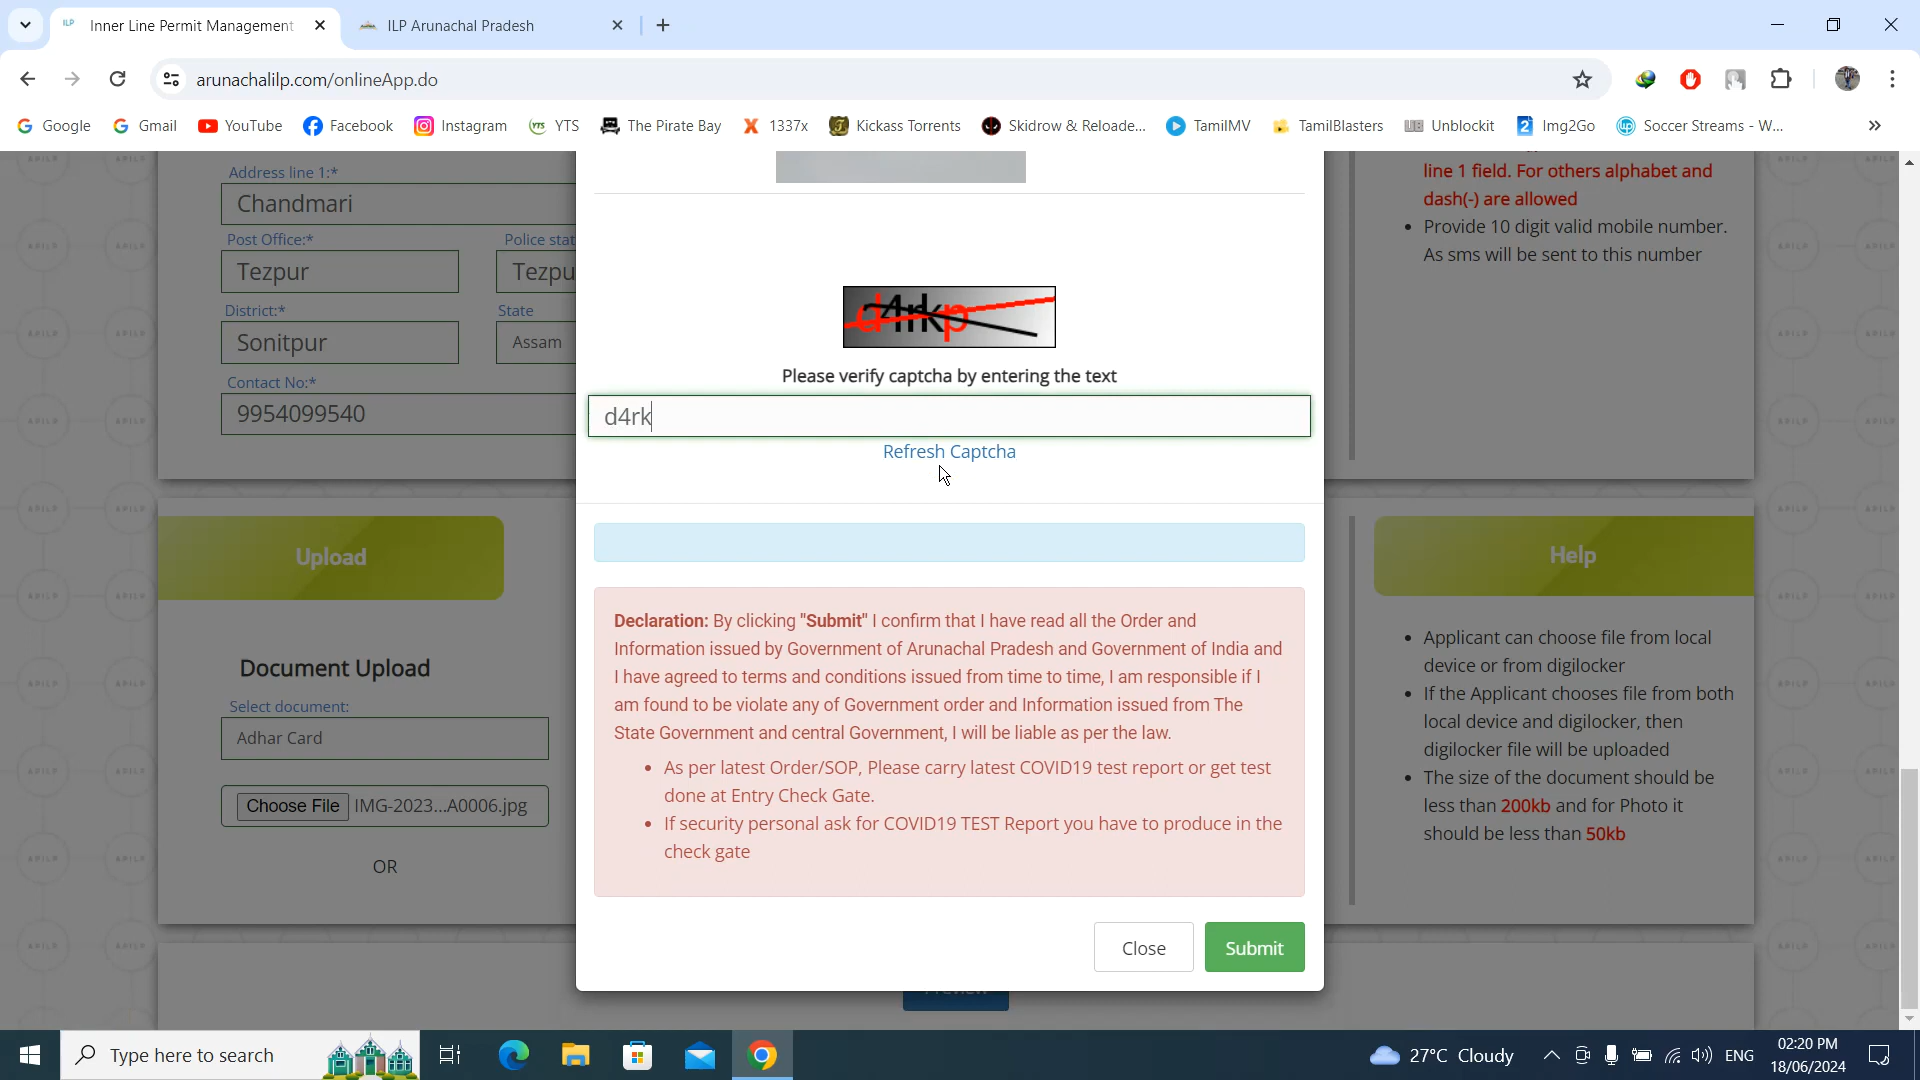 ILP Inner Line Permit Management
ILP Arunachal Pradesh
arunachalilp.com/onlineApp.do
Google Gmail YouTube Facebook Instagram YTS The Pirate Bay 1337x Kickass Torrents Skidrow & Reloade... TamilMV TamilBlasters Unblockit Img2Go Soccer Streams - W...
Address line 1:*
Chandmari
Post Office:*
Police stat
Tezpur
Tezpu
District:*
State
Sonitpur
Assam
Contact No:*
9954099540
Upload
Document Upload
Select document:
Adhar Card
Choose File IMG-2023...A0006.jpg
OR
d4rkp
Please verify captcha by entering the text
d4rk
Refresh Captcha
Declaration: By clicking "Submit" I confirm that I have read all the Order and
Information issued by Government of Arunachal Pradesh and Government of India and
I have agreed to terms and conditions issued from time to time, I am responsible if I
am found to be violate any of Government order and Information issued from The
State Government and central Government, I will be liable as per the law.
• As per latest Order/SOP, Please carry latest COVID19 test report or get test
done at Entry Check Gate.
• If security personal ask for COVID19 TEST Report you have to produce in the
check gate
Close Submit
line 1 field. For others alphabet and
dash(-) are allowed
• Provide 10 digit valid mobile number.
As sms will be sent to this number
Help
• Applicant can choose file from local
device or from digilocker
• If the Applicant chooses file from both
local device and digilocker, then
digilocker file will be uploaded
• The size of the document should be
less than 200kb and for Photo it
should be less than 50kb
Type here to search
27°C Cloudy
ENG
02:20 PM
18/06/2024